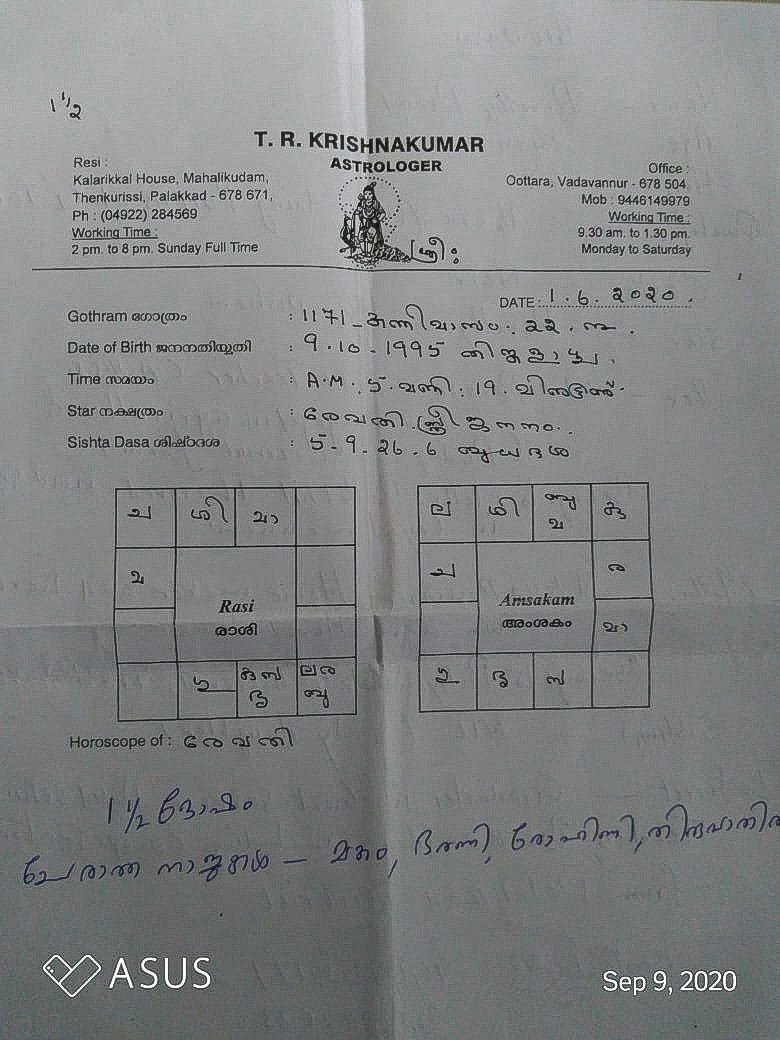 1 1/2
T. R. KRISHNAKUMAR
ASTROLOGER
Resi :
Kalarikkal House, Mahalikudam,
Thenkurissi, Palakkad - 678 671,
Ph : (04922) 284569
Working Time :
2 pm. to 8 pm. Sunday Full Time
Office :
Oottara, Vadavannur - 678 504
Mob : 9446149979
Working Time :
9.30 am. to 1.30 pm.
Monday to Saturday
ശ്രീ:
DATE: 1.6.2020.
Gothram ഗോത്രം : 1171 - കന്നിമാസം. 22.
Date of Birth ജനനതിയ്യതി : 9.10-1995 തിങ്കളാഴ്ച.
Time സമയം : A.M. 5. മണി. 19. മിനുട്ടിന്.
Star നക്ഷത്രം : രേവതി. സ്ത്രീ ജനനം..
Sishta Dasa ശിഷ്ടദശ : 5-9-26.6 ബുധദശ
ച ശി മാ
Rasi
രാശി
ല ശി
ച
Amsakam
അംശകം
മാ
Horoscope of : രേവതി
1 1/2 ദോഷം
ചേരാത്ത നാളുകൾ - മകം, ഭരണി, രോഹിണി, തിരുവാതിര
ASUS
Sep 9, 2020